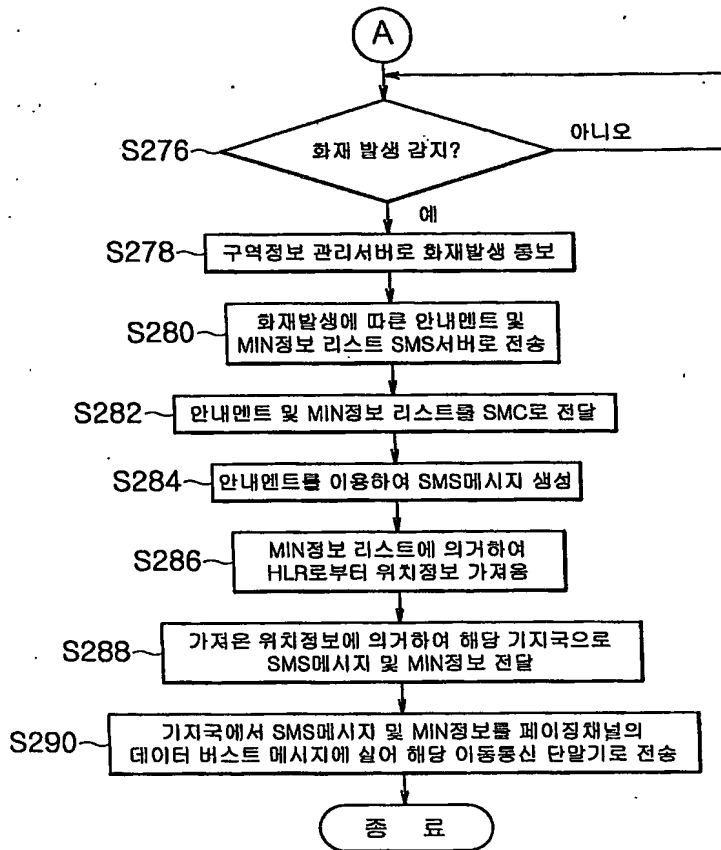 A
S276
화재 발생 감지?
아니오
예
S278
구역정보 관리서버로 화재발생 통보
S280
화재발생에 따른 안내멘트 및
MIN정보 리스트 SMS서버로 전송
S282
안내멘트 및 MIN정보 리스트를 SMC로 전달
S284
안내멘트를 이용하여 SMS메시지 생성
S286
MIN정보 리스트에 의거하여
HLR로부터 위치정보 가져옴
S288
가져온 위치정보에 의거하여 해당 기지국으로
SMS메시지 및 MIN정보 전달
S290
기지국에서 SMS메시지 및 MIN정보를 페이징채널의
데이터 버스트 메시지에 실어 해당 이동통신 단말기로 전송
종 료